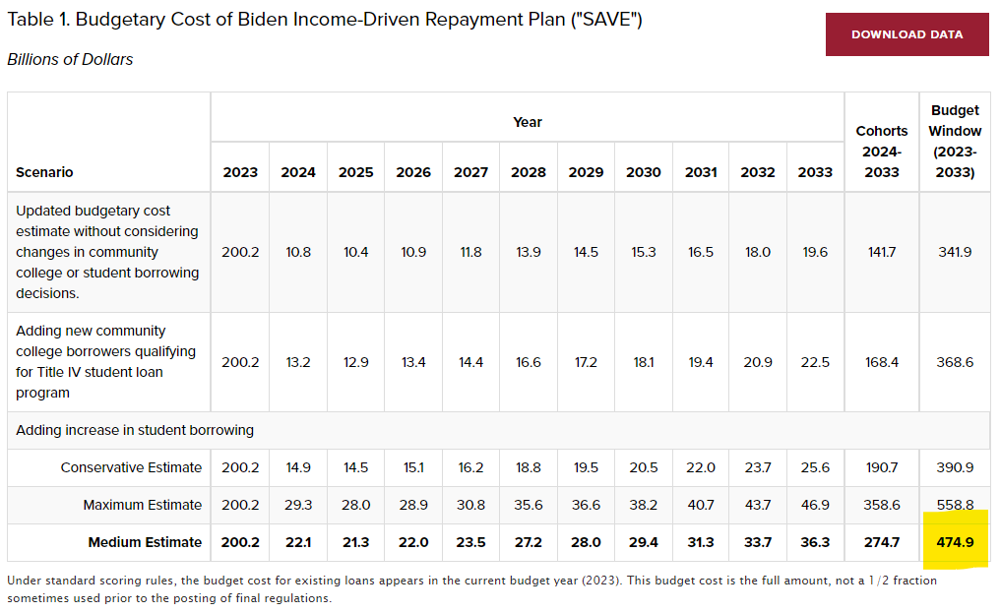 Table 1. Budgetary Cost of Biden Income-Driven Repayment Plan ("SAVE")
DOWNLOAD DATA
Billions of Dollars
Scenario
Year
Cohorts 2024-2033
Budget Window (2023-2033)
2023 2024 2025 2026 2027 2028 2029 2030 2031 2032 2033
Updated budgetary cost
estimate without considering
changes in community
college or student borrowing
decisions.
200.2 10.8 10.4 10.9 11.8 13.9 14.5 15.3 16.5 18.0 19.6 141.7 341.9
Adding new community
college borrowers qualifying
for Title IV student loan
program
200.2 13.2 12.9 13.4 14.4 16.6 17.2 18.1 19.4 20.9 22.5 168.4 368.6
Adding increase in student borrowing
Conservative Estimate 200.2 14.9 14.5 15.1 16.2 18.8 19.5 20.5 22.0 23.7 25.6 190.7 390.9
Maximum Estimate 200.2 29.3 28.0 28.9 30.8 35.6 36.6 38.2 40.7 43.7 46.9 358.6 558.8
Medium Estimate 200.2 22.1 21.3 22.0 23.5 27.2 28.0 29.4 31.3 33.7 36.3 274.7 474.9
Under standard scoring rules, the budget cost for existing loans appears in the current budget year (2023). This budget cost is the full amount, not a 1/2 fraction
sometimes used prior to the posting of final regulations.